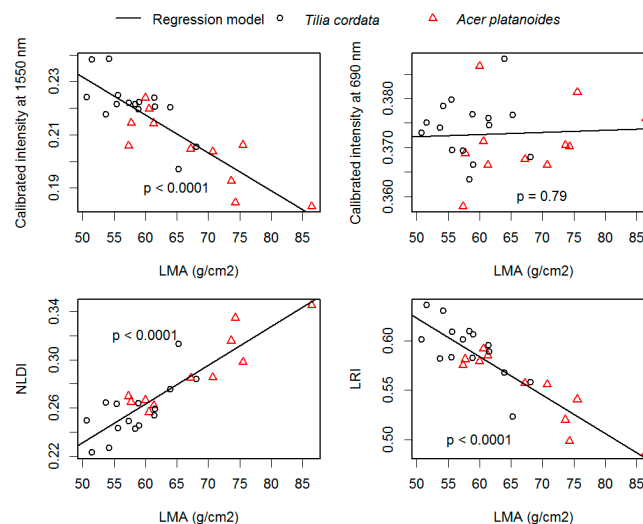 Regression model Tilia cordata Acer platanoides
Calibrated intensity at 1550 nm
0.23
0.21
0.19
p < 0.0001
50 55 60 65 70 75 80 85
LMA (g/cm2)
Calibrated intensity at 690 nm
0.380
0.370
0.360
p = 0.79
50 55 60 65 70 75 80 85
LMA (g/cm2)
NLDI
0.34
0.30
0.26
0.22
p < 0.0001
50 55 60 65 70 75 80 85
LMA (g/cm2)
LRI
0.60
0.55
0.50
p < 0.0001
50 55 60 65 70 75 80 85
LMA (g/cm2)